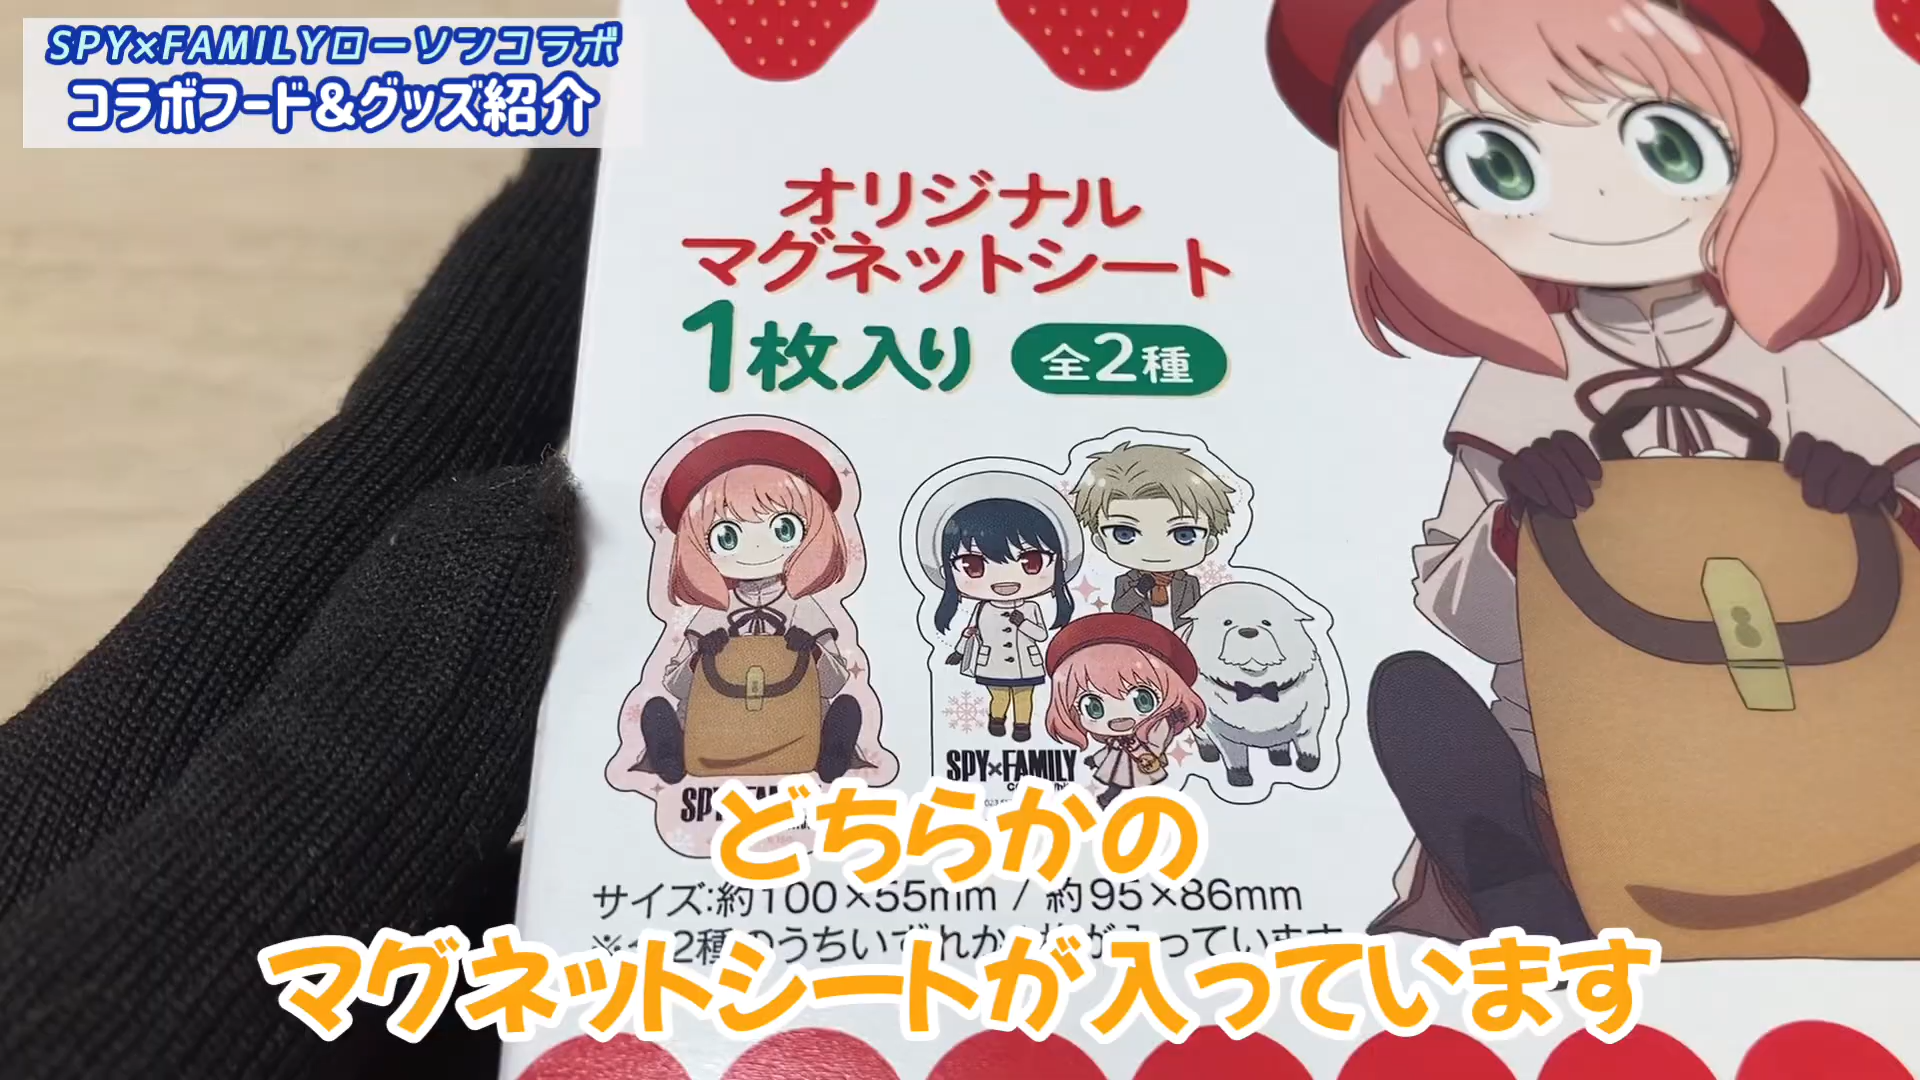 SPY×FAMILYローソンコラボ
コラボフード&グッズ紹介
オリジナル
マグネットシート
1枚入り 全2種
SPY×FAMILY
どちらかの
サイズ:約100×55mm / 約95×86mm
マグネットシートが入っています